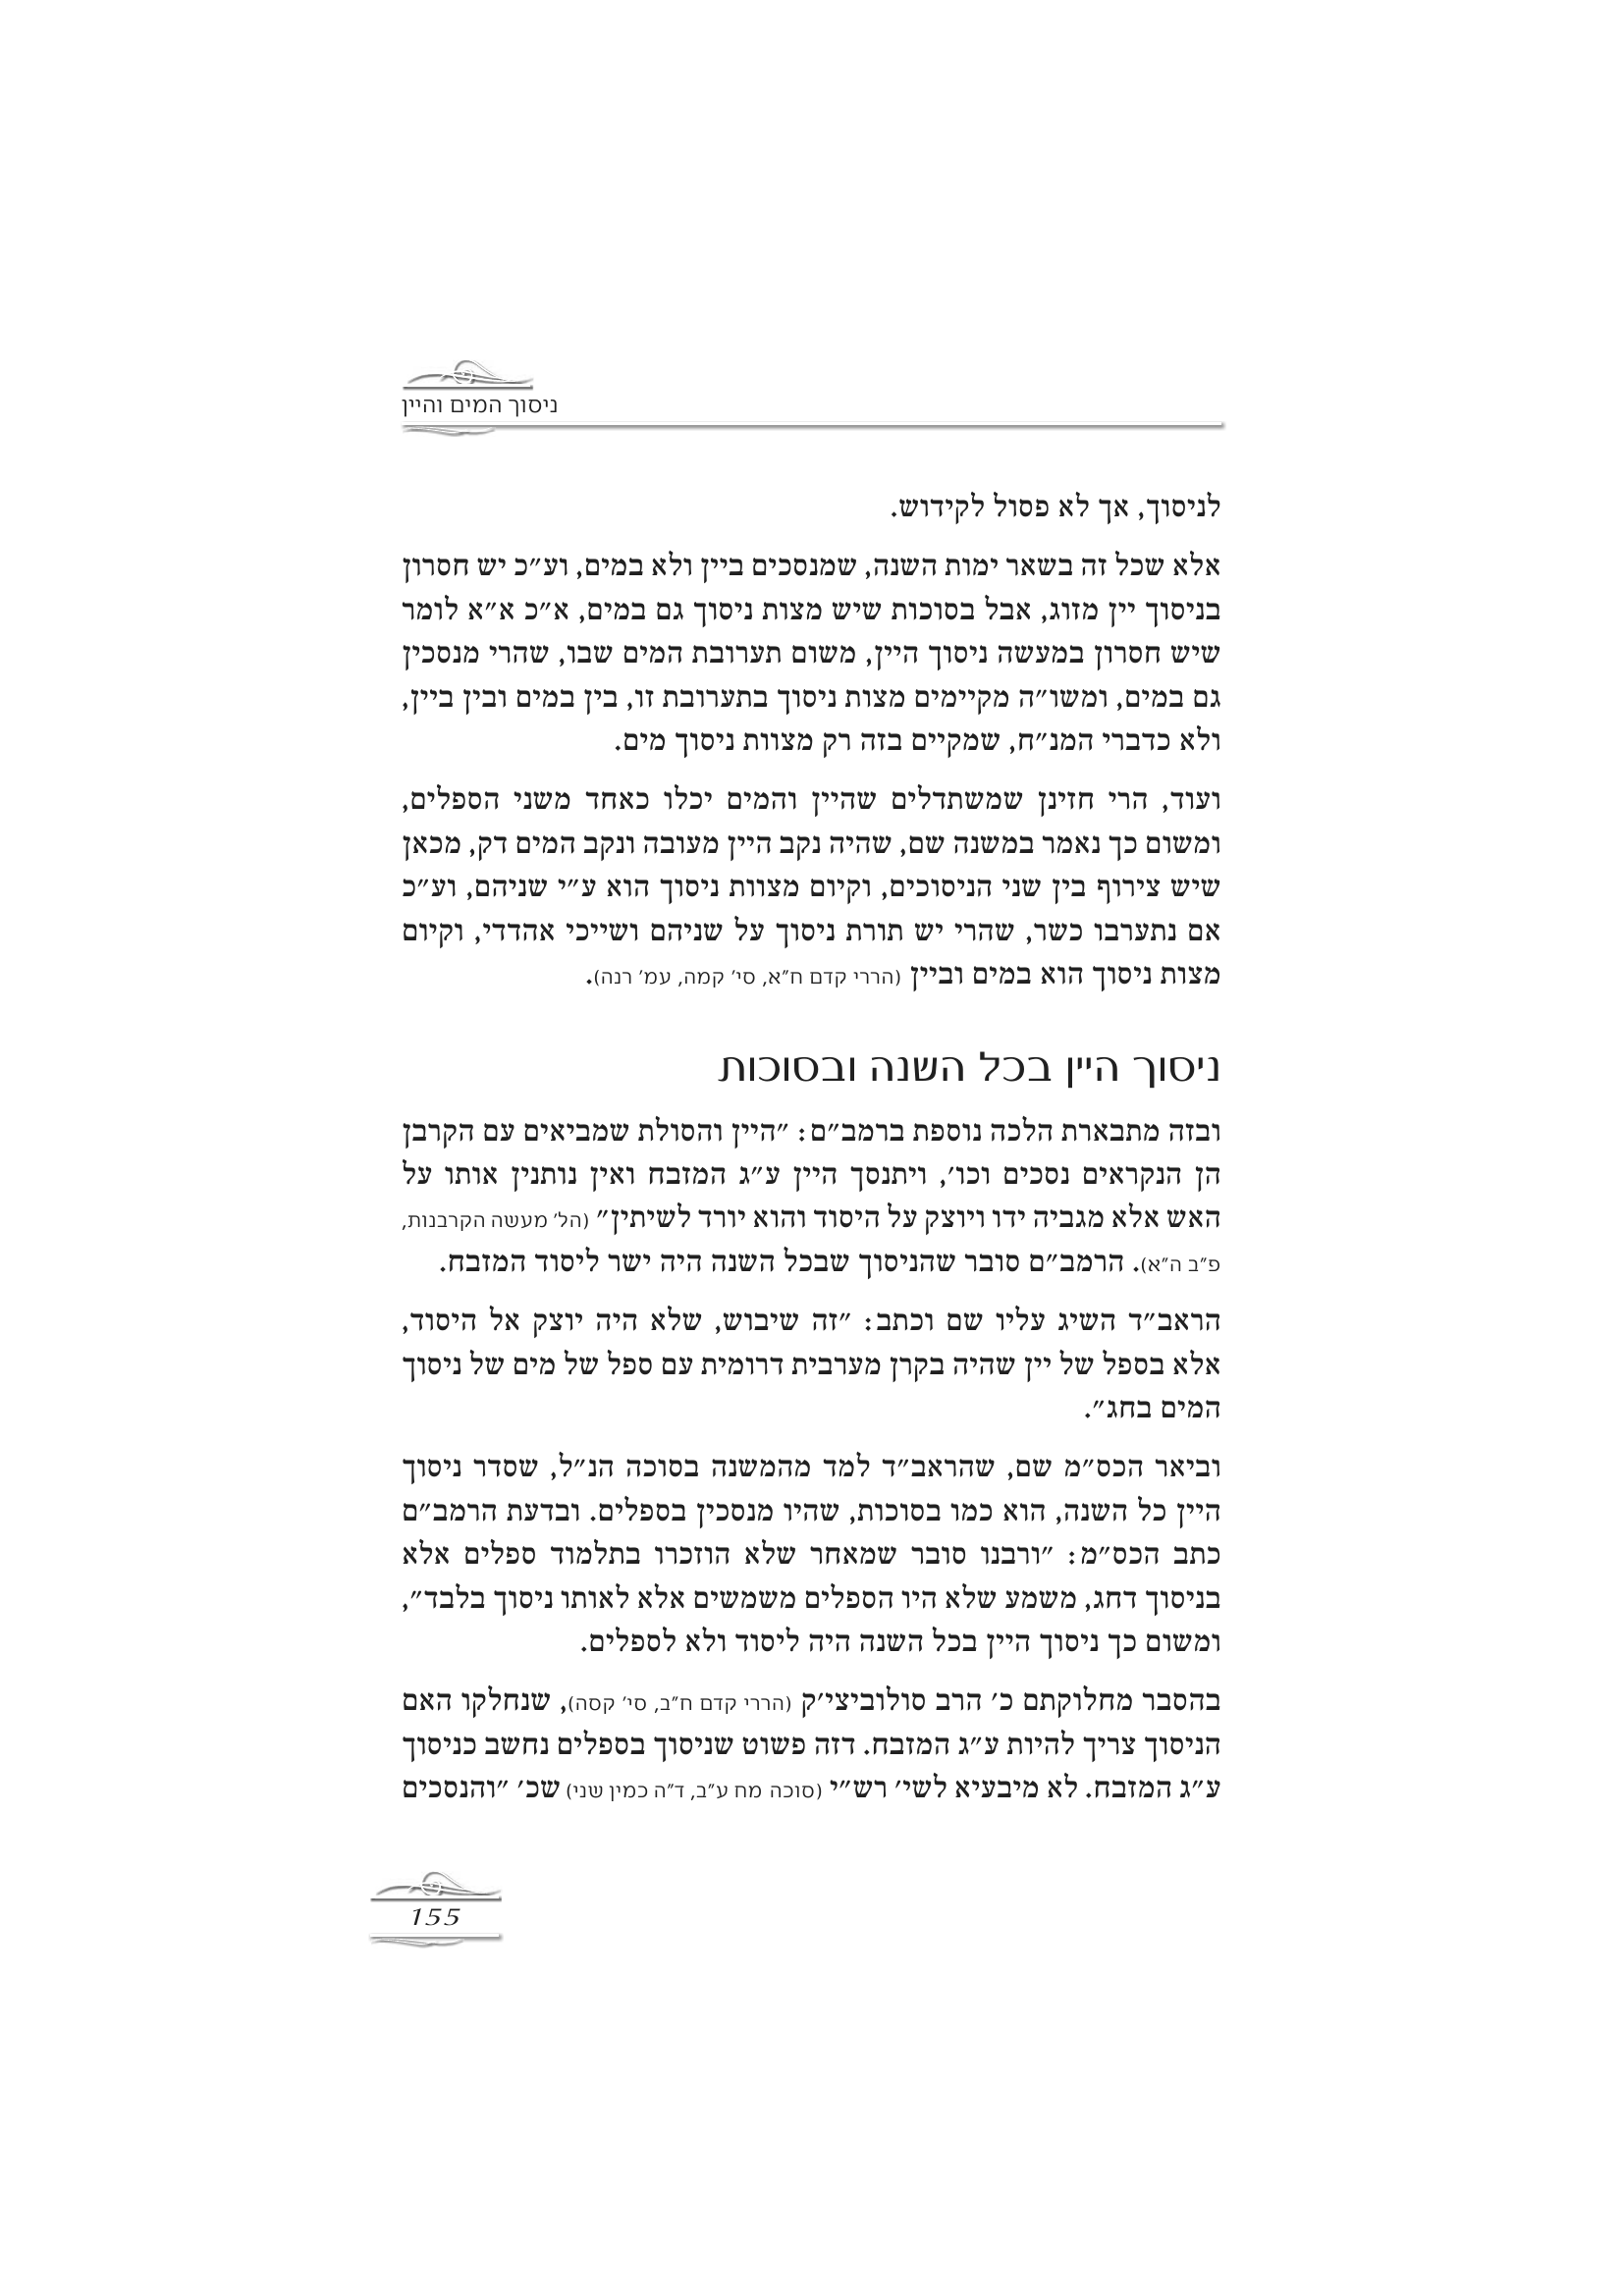 ניסוך המים והיין
לניסוך, אך לא פסול לקידוש.
אלא שכל זה בשאר ימות השנה, שמנסכים ביין ולא במים, וע״כ יש חסרון
בניסוך יין מזוג, אבל בסוכות שיש מצות ניסוך גם במים, א״כ א״א לומר
שיש חסרון במעשה ניסוך היין, משום תערובת המים שבו, שהרי מנסכין
גם במים, ומשו״ה מקיימים מצות ניסוך בתערובת זו, בין במים ובין ביין,
ולא כדברי המנ״ח, שמקיים בזה רק מצוות ניסוך מים.
ועוד, הרי חזינן שמשתדלים שהיין והמים יכלו כאחד משני הספלים,
ומשום כך נאמר במשנה שם, שהיה נקב היין מעובה ונקב המים דק, מכאן
שיש צירוף בין שני הניסוכים, וקיום מצוות ניסוך הוא ע״י שניהם, וע״כ
אם נתערבו כשר, שהרי יש תורת ניסוך על שניהם ושייכי אהדדי, וקיום
מצות ניסוך הוא במים וביין (הררי קדם ח״א, סי׳ קמה, עמ׳ רנה).
ניסוך היין בכל השנה ובסוכות
ובזה מתבארת הלכה נוספת ברמב״ם: ״היין והסולת שמביאים עם הקרבן
הן הנקראים נסכים וכו׳, ויתנסך היין ע״ג המזבח ואין נותנין אותו על
האש אלא מגביה ידו ויוצק על היסוד והוא יורד לשיתין״ (הל׳ מעשה הקרבנות,
פ״ב ה״א). הרמב״ם סובר שהניסוך שבכל השנה היה ישר ליסוד המזבח.
הראב״ד השיג עליו שם וכתב: ״זה שיבוש, שלא היה יוצק אל היסוד,
אלא בספל של יין שהיה בקרן מערבית דרומית עם ספל של מים של ניסוך
המים בחג״.
וביאר הכס״מ שם, שהראב״ד למד מהמשנה בסוכה הנ״ל, שסדר ניסוך
היין כל השנה, הוא כמו בסוכות, שהיו מנסכין בספלים. ובדעת הרמב״ם
כתב הכס״מ: ״ורבנו סובר שמאחר שלא הוזכרו בתלמוד ספלים אלא
בניסוך דחג, משמע שלא היו הספלים משמשים אלא לאותו ניסוך בלבד״,
ומשום כך ניסוך היין בכל השנה היה ליסוד ולא לספלים.
בהסבר מחלוקתם כ׳ הרב סולוביצי׳ק (הררי קדם ח״ב, סי׳ קסה), שנחלקו האם
הניסוך צריך להיות ע״ג המזבח. דזה פשוט שניסוך בספלים נחשב כניסוך
ע״ג המזבח. לא מיבעיא לשי׳ רש״י (סוכה מח ע״ב, ד״ה כמין שני) שכ׳ ״והנסכים
155